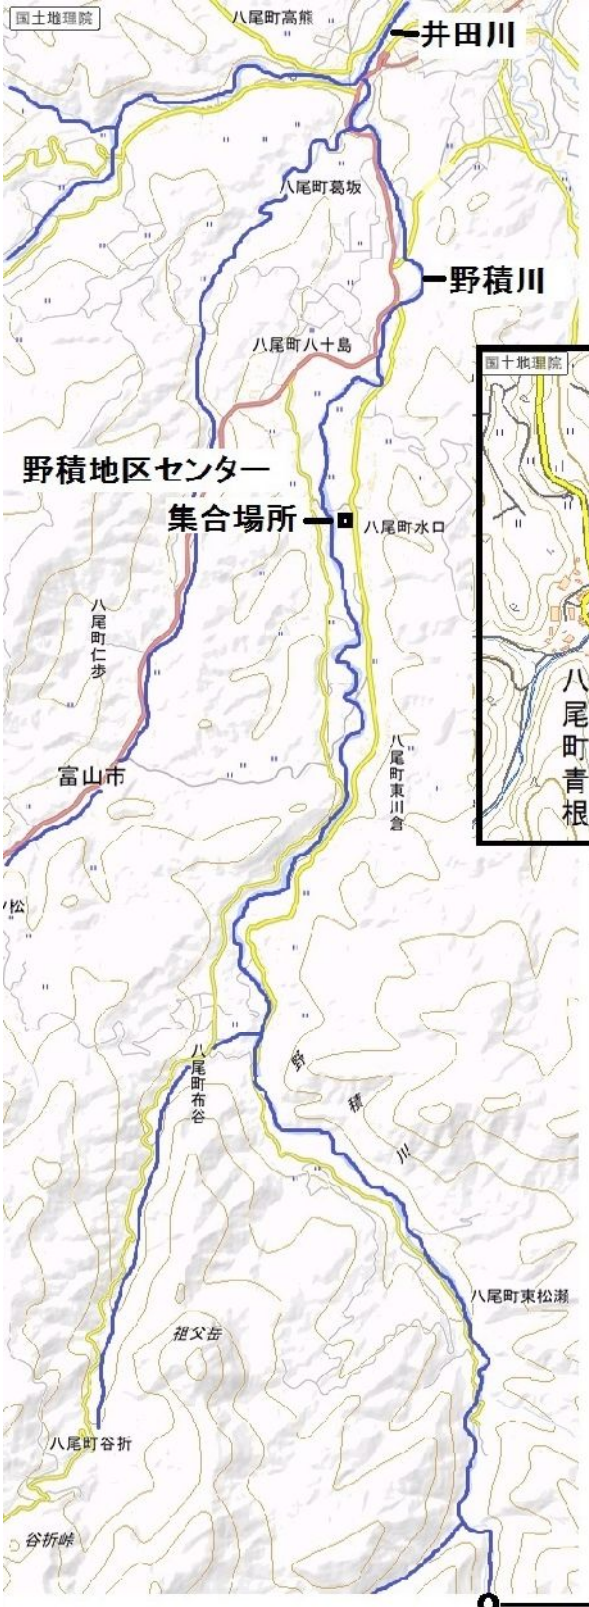 国土地理院
八尾町高熊
井田川
八尾町葛坂
野積川
八尾町八十島
国土地理院
野積地区センター
集合場所
八尾町水口
八尾町仁歩
八尾町青根
八尾町東川倉
富山市
松
八尾町布谷
野積川
八尾町東松瀬
祖父岳
八尾町谷折
谷折峠